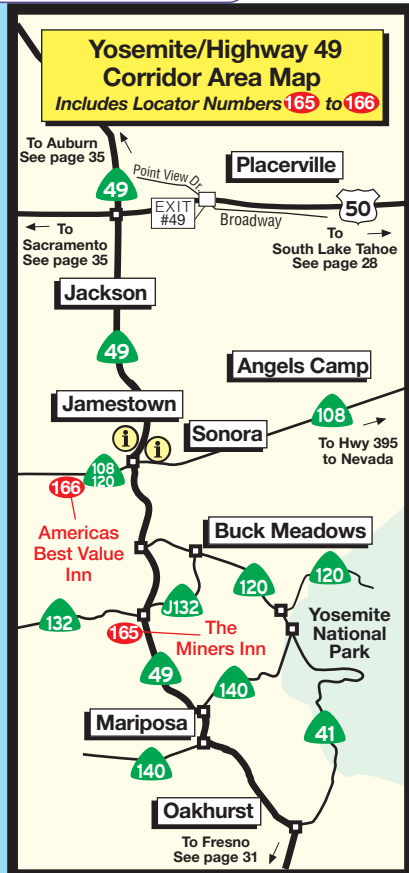 Yosemite/Highway 49
Corridor Area Map
Includes Locator Numbers 165 to 166
To Auburn
See page 35
Point View Dr.
Placerville
49
EXIT
#49
Broadway
50
To
Sacramento
See page 35
To
South Lake Tahoe
See page 28
Jackson
49
Angels Camp
Jamestown
108
i
i
Sonora
To Hwy 395
to Nevada
108
120
166
Americas
Best Value
Inn
Buck Meadows
120
120
132
J132
Yosemite
National
Park
165
The
Miners Inn
49
140
Mariposa
41
140
Oakhurst
To Fresno
See page 31